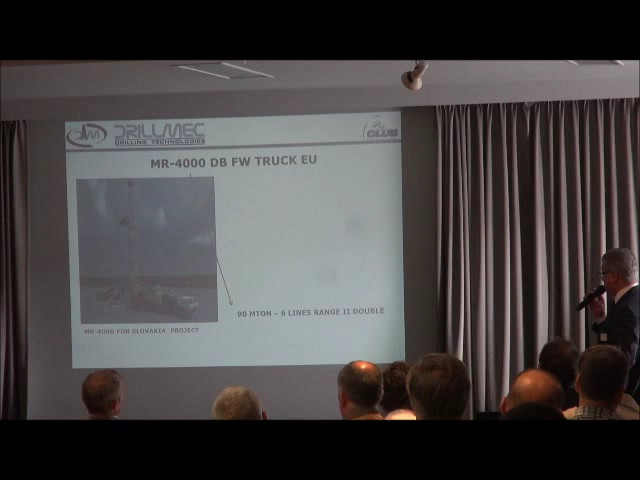 DRILLMEC
DRILLING TECHNOLOGIES
CLUB
MR-4000 DB FW TRUCK EU
90 MTON – 6 LINES RANGE II DOUBLE
MR-4000 FOR SLOVAKIA PROJECT